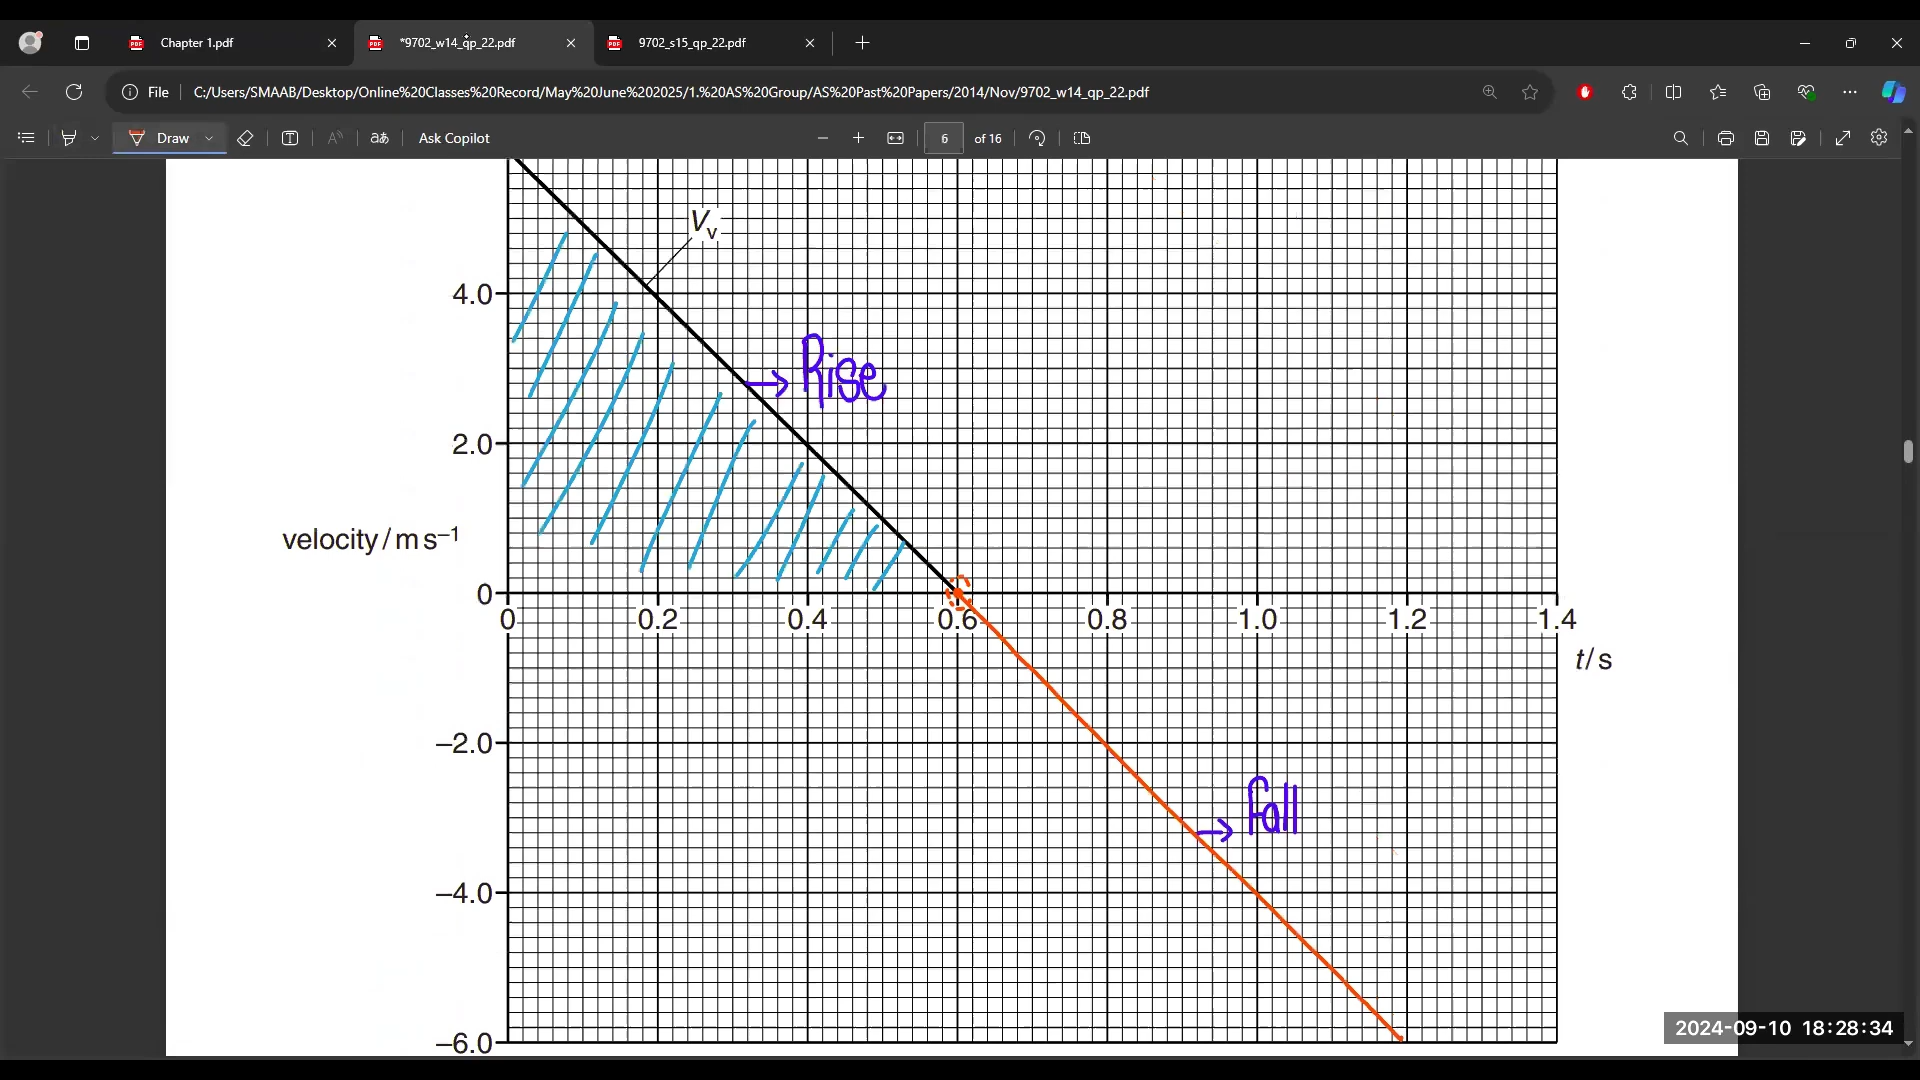 Chapter 1.pdf
*9702_w14_qp_22.pdf
9702_s15_qp_22.pdf
File
C:/Users/SMAAB/Desktop/Online%20Classes%20Record/May%20June%202025/1.%20AS%20Group/AS%20Past%20Papers/2014/Nov/9702_w14_qp_22.pdf
Draw
aあ
Ask Copilot
6 of 16
Vv
4.0
Rise
2.0
velocity / m s⁻¹
0
0 0.2 0.4 0.6 0.8 1.0 1.2 1.4
t / s
–2.0
fall
–4.0
–6.0
2024-09-10 18:28:34